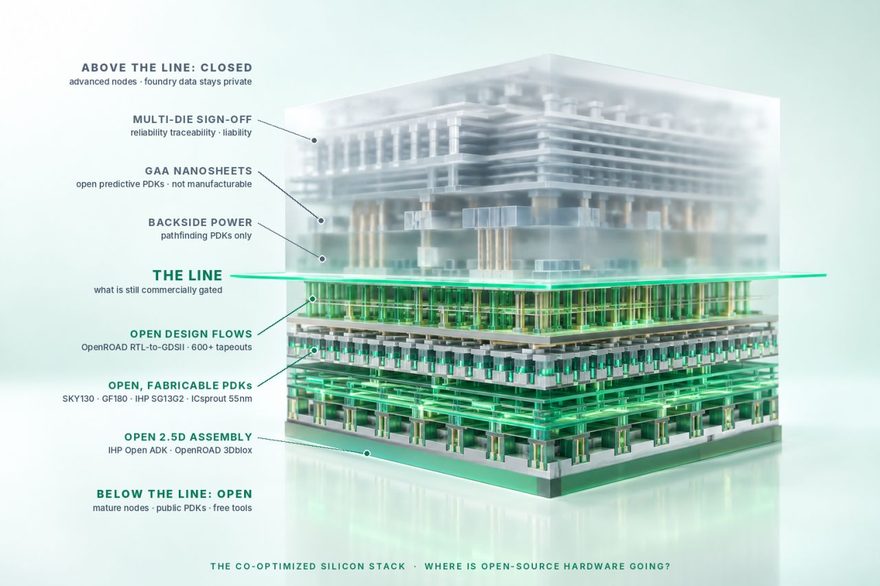 ABOVE THE LINE: CLOSED
advanced nodes · foundry data stays private
MULTI-DIE SIGN-OFF
reliability traceability · liability
GAA NANOSHEETS
open predictive PDKs · not manufacturable
BACKSIDE POWER
pathfinding PDKs only
THE LINE
what is still commercially gated
OPEN DESIGN FLOWS
OpenROAD RTL-to-GDSII · 600+ tapeouts
OPEN, FABRICABLE PDKs
SKY130 · GF180 · IHP SG13G2 · ICsprout 55nm
OPEN 2.5D ASSEMBLY
IHP Open ADK · OpenROAD 3Dblox
BELOW THE LINE: OPEN
mature nodes · public PDKs · free tools
THE CO-OPTIMIZED SILICON STACK · WHERE IS OPEN-SOURCE HARDWARE GOING?